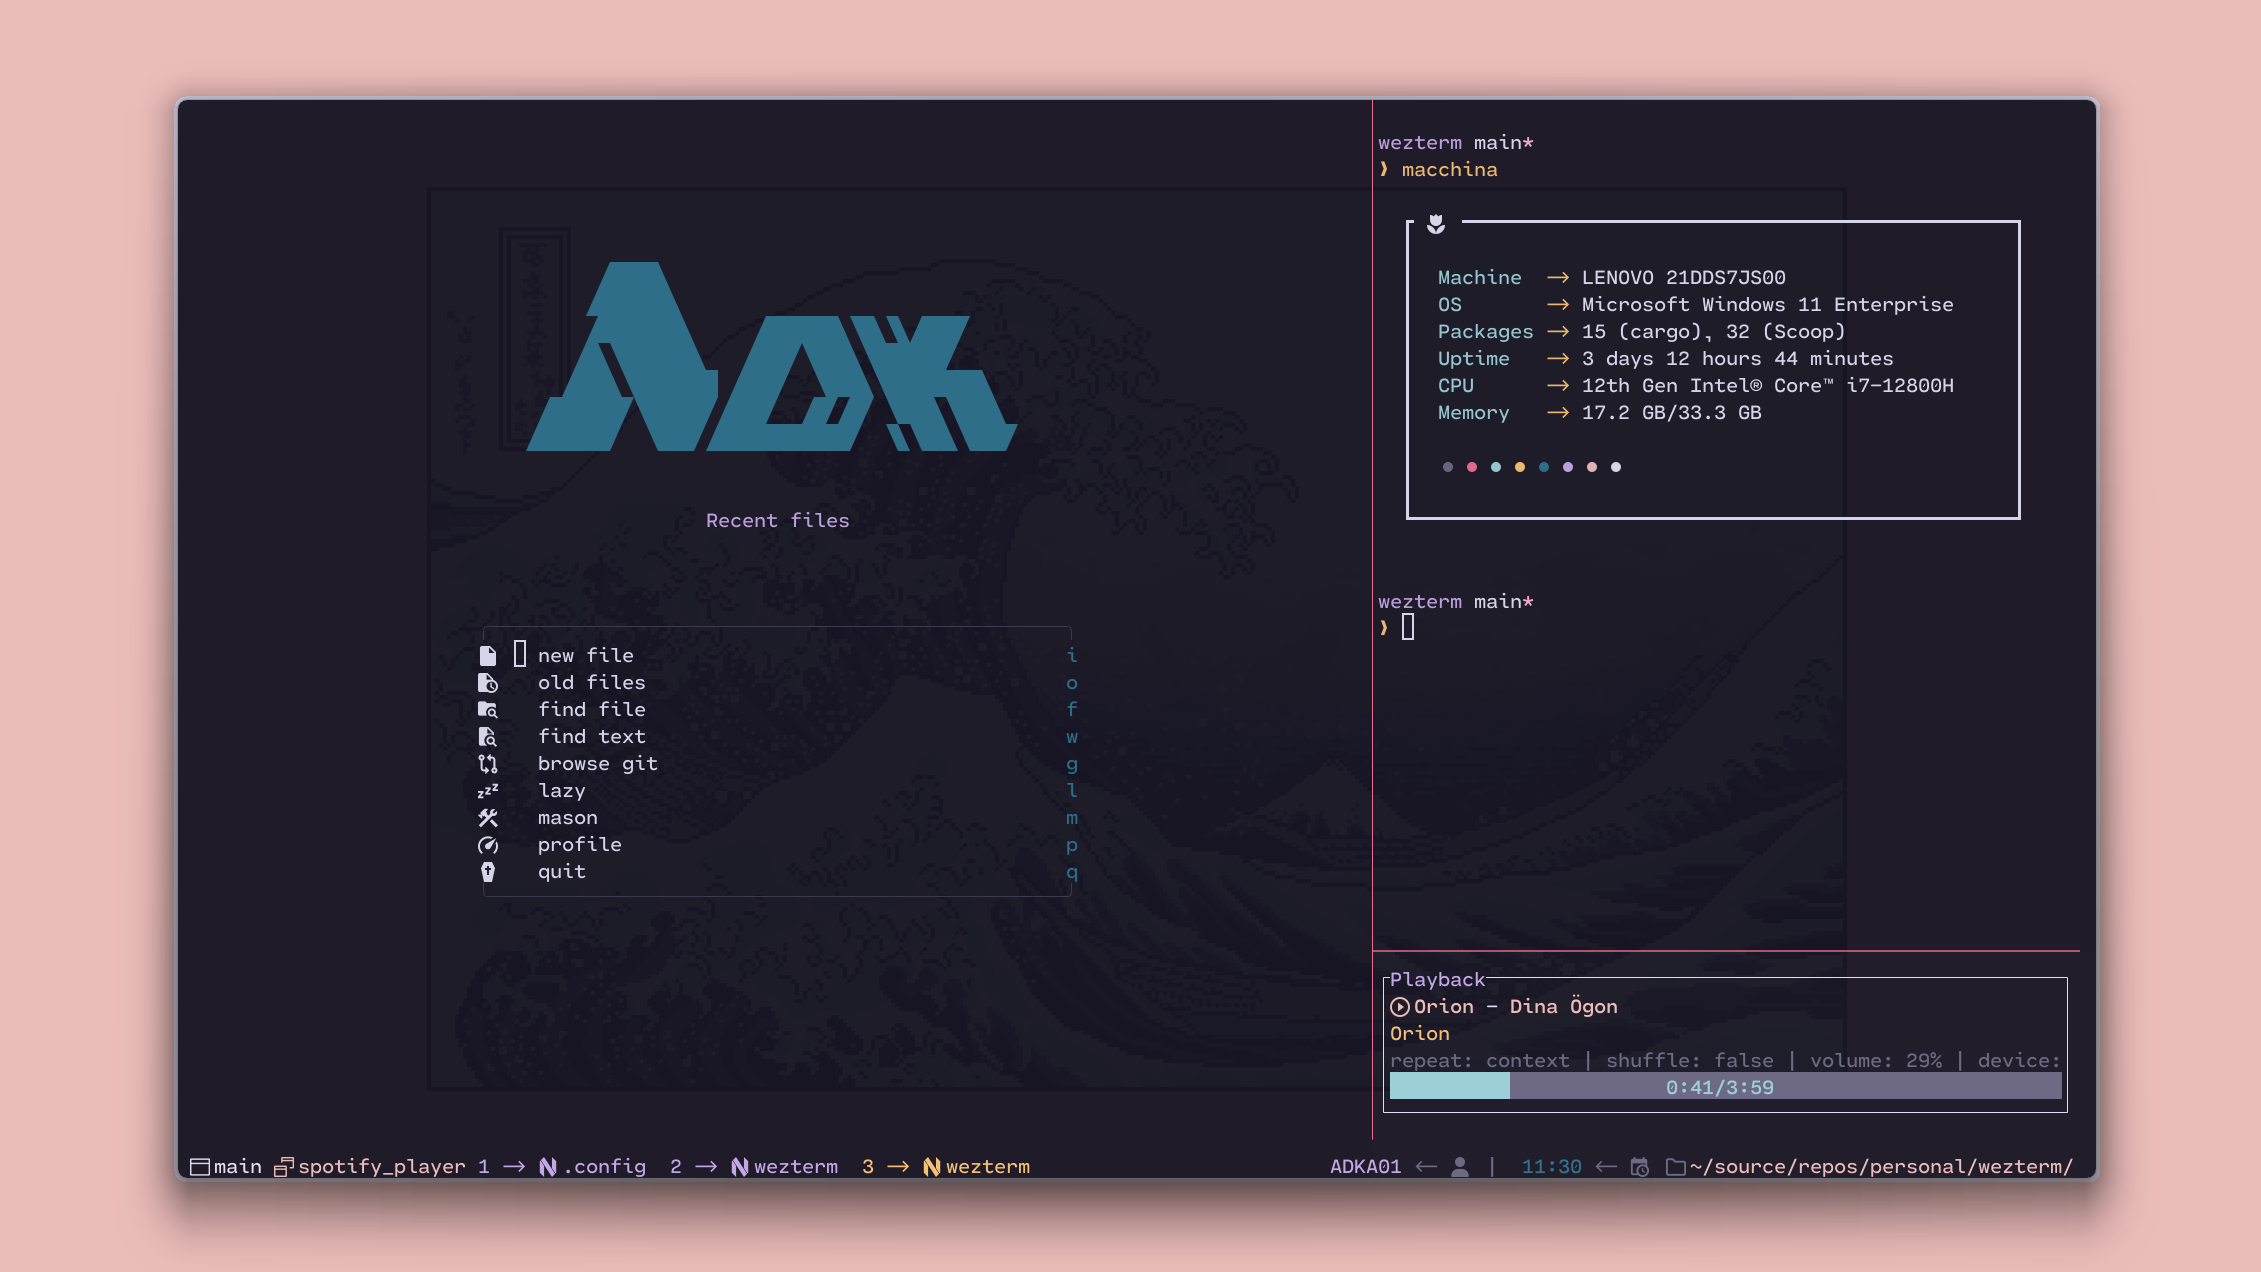 Adk
Recent files
new file i
old files o
find file f
find text w
browse git g
lazy l
mason m
profile p
quit q
wezterm main*
❱ macchina
Machine → LENOVO 21DDS7JS00
OS → Microsoft Windows 11 Enterprise
Packages → 15 (cargo), 32 (Scoop)
Uptime → 3 days 12 hours 44 minutes
CPU → 12th Gen Intel® Core™ i7-12800H
Memory → 17.2 GB/33.3 GB
wezterm main*
❱
Playback
Orion - Dina Ögon
Orion
repeat: context | shuffle: false | volume: 29% | device:
0:41/3:59
main spotify_player 1 → .config 2 → wezterm 3 → wezterm
ADKA01 ← | 11:30 ← ~/source/repos/personal/wezterm/